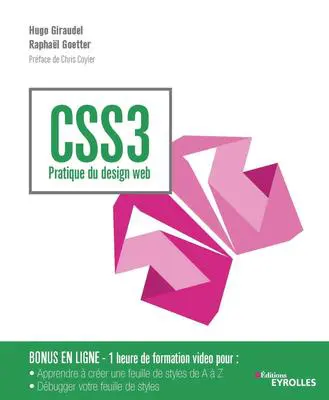 Hugo Giraudel
Raphaël Goetter
Préface de Chris Coyier
CSS3
Pratique du design web
BONUS EN LIGNE - 1 heure de formation video pour :
• Apprendre à créer une feuille de styles de A à Z
• Débugger votre feuille de styles
Éditions
EYROLLES